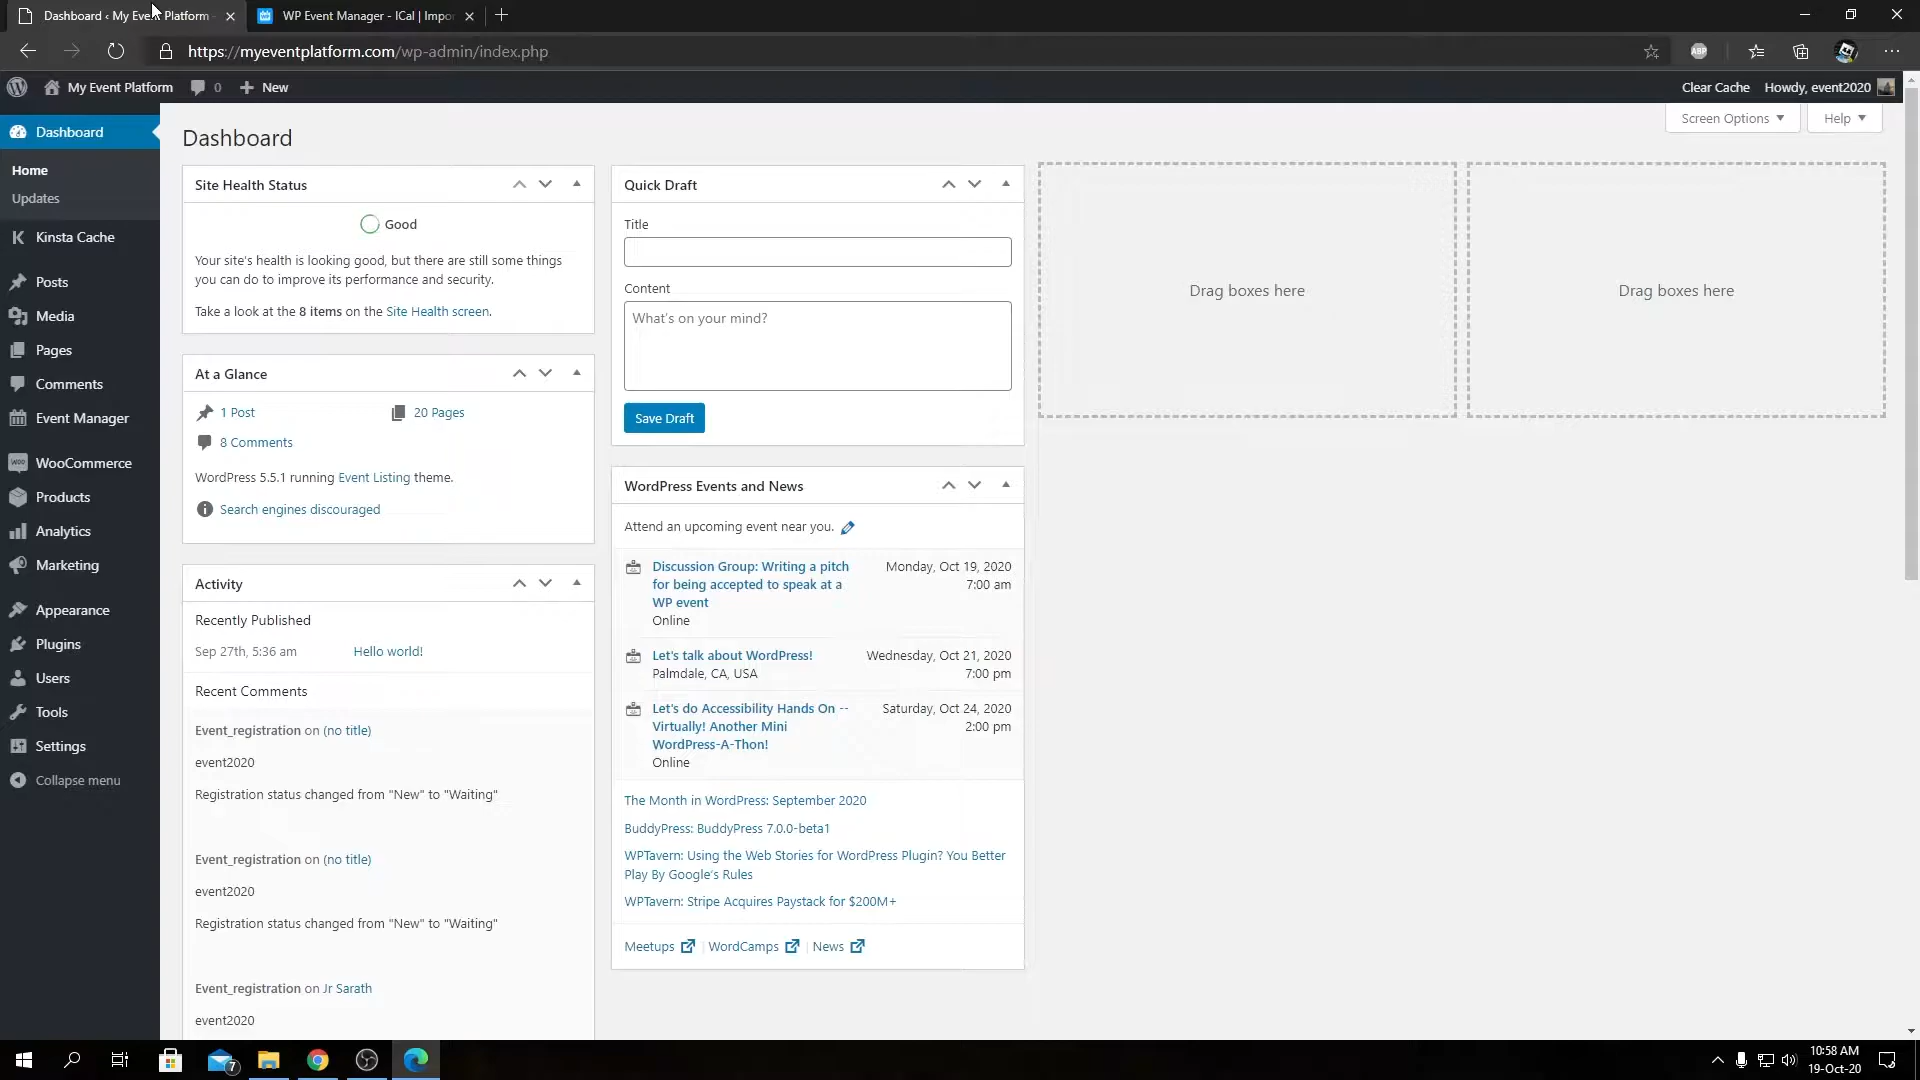 Dashboard ‹ My Event Platform
WP Event Manager - ICal | Impo
https://myeventplatform.com/wp-admin/index.php
ABP
My Event Platform
0
New
Clear Cache
Howdy, event2020
Dashboard
Home
Updates
Kinsta Cache
Posts
Media
Pages
Comments
Event Manager
WooCommerce
Products
Analytics
Marketing
Appearance
Plugins
Users
Tools
Settings
Collapse menu
Screen Options
Help
Dashboard
Site Health Status
Good
Your site's health is looking good, but there are still some things
you can do to improve its performance and security.
Take a look at the 8 items on the Site Health screen.
At a Glance
1 Post
20 Pages
8 Comments
WordPress 5.5.1 running Event Listing theme.
Search engines discouraged
Activity
Recently Published
Sep 27th, 5:36 am
Hello world!
Recent Comments
Event_registration on (no title)
event2020
Registration status changed from "New" to "Waiting"
Event_registration on (no title)
event2020
Registration status changed from "New" to "Waiting"
Event_registration on Jr Sarath
event2020
Quick Draft
Title
Content
What's on your mind?
Save Draft
WordPress Events and News
Attend an upcoming event near you.
Discussion Group: Writing a pitch
for being accepted to speak at a
WP event
Online
Monday, Oct 19, 2020
7:00 am
Let's talk about WordPress!
Palmdale, CA, USA
Wednesday, Oct 21, 2020
7:00 pm
Let's do Accessibility Hands On --
Virtually! Another Mini
WordPress-A-Thon!
Online
Saturday, Oct 24, 2020
2:00 pm
The Month in WordPress: September 2020
BuddyPress: BuddyPress 7.0.0-beta1
WPTavern: Using the Web Stories for WordPress Plugin? You Better
Play By Google's Rules
WPTavern: Stripe Acquires Paystack for $200M+
Meetups | WordCamps | News
Drag boxes here
Drag boxes here
7
10:58 AM
19-Oct-20